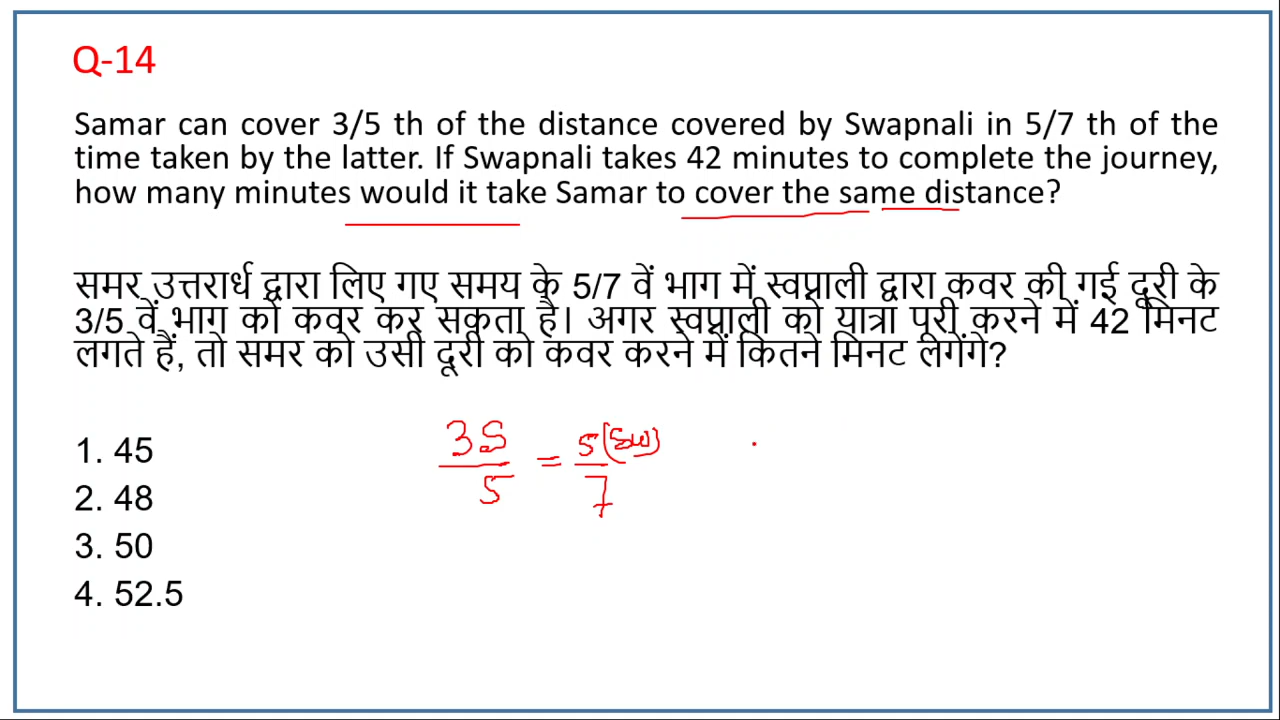 Q-14
Samar can cover 3/5 th of the distance covered by Swapnali in 5/7 th of the
time taken by the latter. If Swapnali takes 42 minutes to complete the journey,
how many minutes would it take Samar to cover the same distance?
समर उत्तरार्ध द्वारा लिए गए समय के 5/7 वें भाग में स्वप्नाली द्वारा कवर की गई दूरी के
3/5 वें भाग को कवर कर सकता है। अगर स्वप्नाली को यात्रा पूरी करने में 42 मिनट
लगते हैं, तो समर को उसी दूरी को कवर करने में कितने मिनट लगेंगे?
1. 45
2. 48
3. 50
4. 52.5
3S/5 = 5(Sw)/7